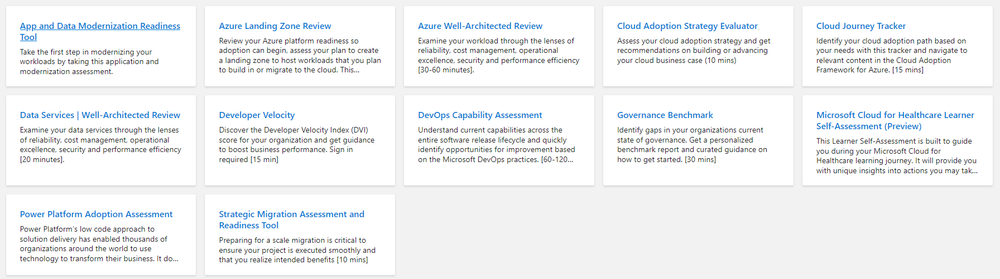 App and Data Modernization Readiness
Tool
Take the first step in modernizing your
workloads by taking this application and
modernization assessment.
Azure Landing Zone Review
Review your Azure platform readiness so
adoption can begin, assess your plan to create
a landing zone to host workloads that you plan
to build in or migrate to the cloud. This...
Azure Well-Architected Review
Examine your workload through the lenses of
reliability, cost management, operational
excellence, security and performance efficiency
[30-60 minutes].
Cloud Adoption Strategy Evaluator
Assess your cloud adoption strategy and get
recommendations on building or advancing
your cloud business case (10 mins)
Cloud Journey Tracker
Identify your cloud adoption path based on
your needs with this tracker and navigate to
relevant content in the Cloud Adoption
Framework for Azure. [15 mins]
Data Services | Well-Architected Review
Examine your data services through the lenses
of reliability, cost management, operational
excellence, security and performance efficiency
[20 minutes].
Developer Velocity
Discover the Developer Velocity Index (DVI)
score for your organization and get guidance
to boost business performance. Sign in
required [15 min]
DevOps Capability Assessment
Understand current capabilities across the
entire software release lifecycle and quickly
identify opportunities for improvement based
on the Microsoft DevOps practices. [60-120...
Governance Benchmark
Identify gaps in your organizations current
state of governance. Get a personalized
benchmark report and curated guidance on
how to get started. [30 mins]
Microsoft Cloud for Healthcare Learner
Self-Assessment (Preview)
This Learner Self-Assessment is built to guide
you during your Microsoft Cloud for
Healthcare learning journey. It will provide you
with unique insights into actions you may tak...
Power Platform Adoption Assessment
Power Platform's low code approach to
solution delivery has enabled thousands of
organizations around the world to use
technology to transform their business. It do...
Strategic Migration Assessment and
Readiness Tool
Preparing for a scale migration is critical to
ensure your project is executed smoothly and
that you realize intended benefits [10 mins]